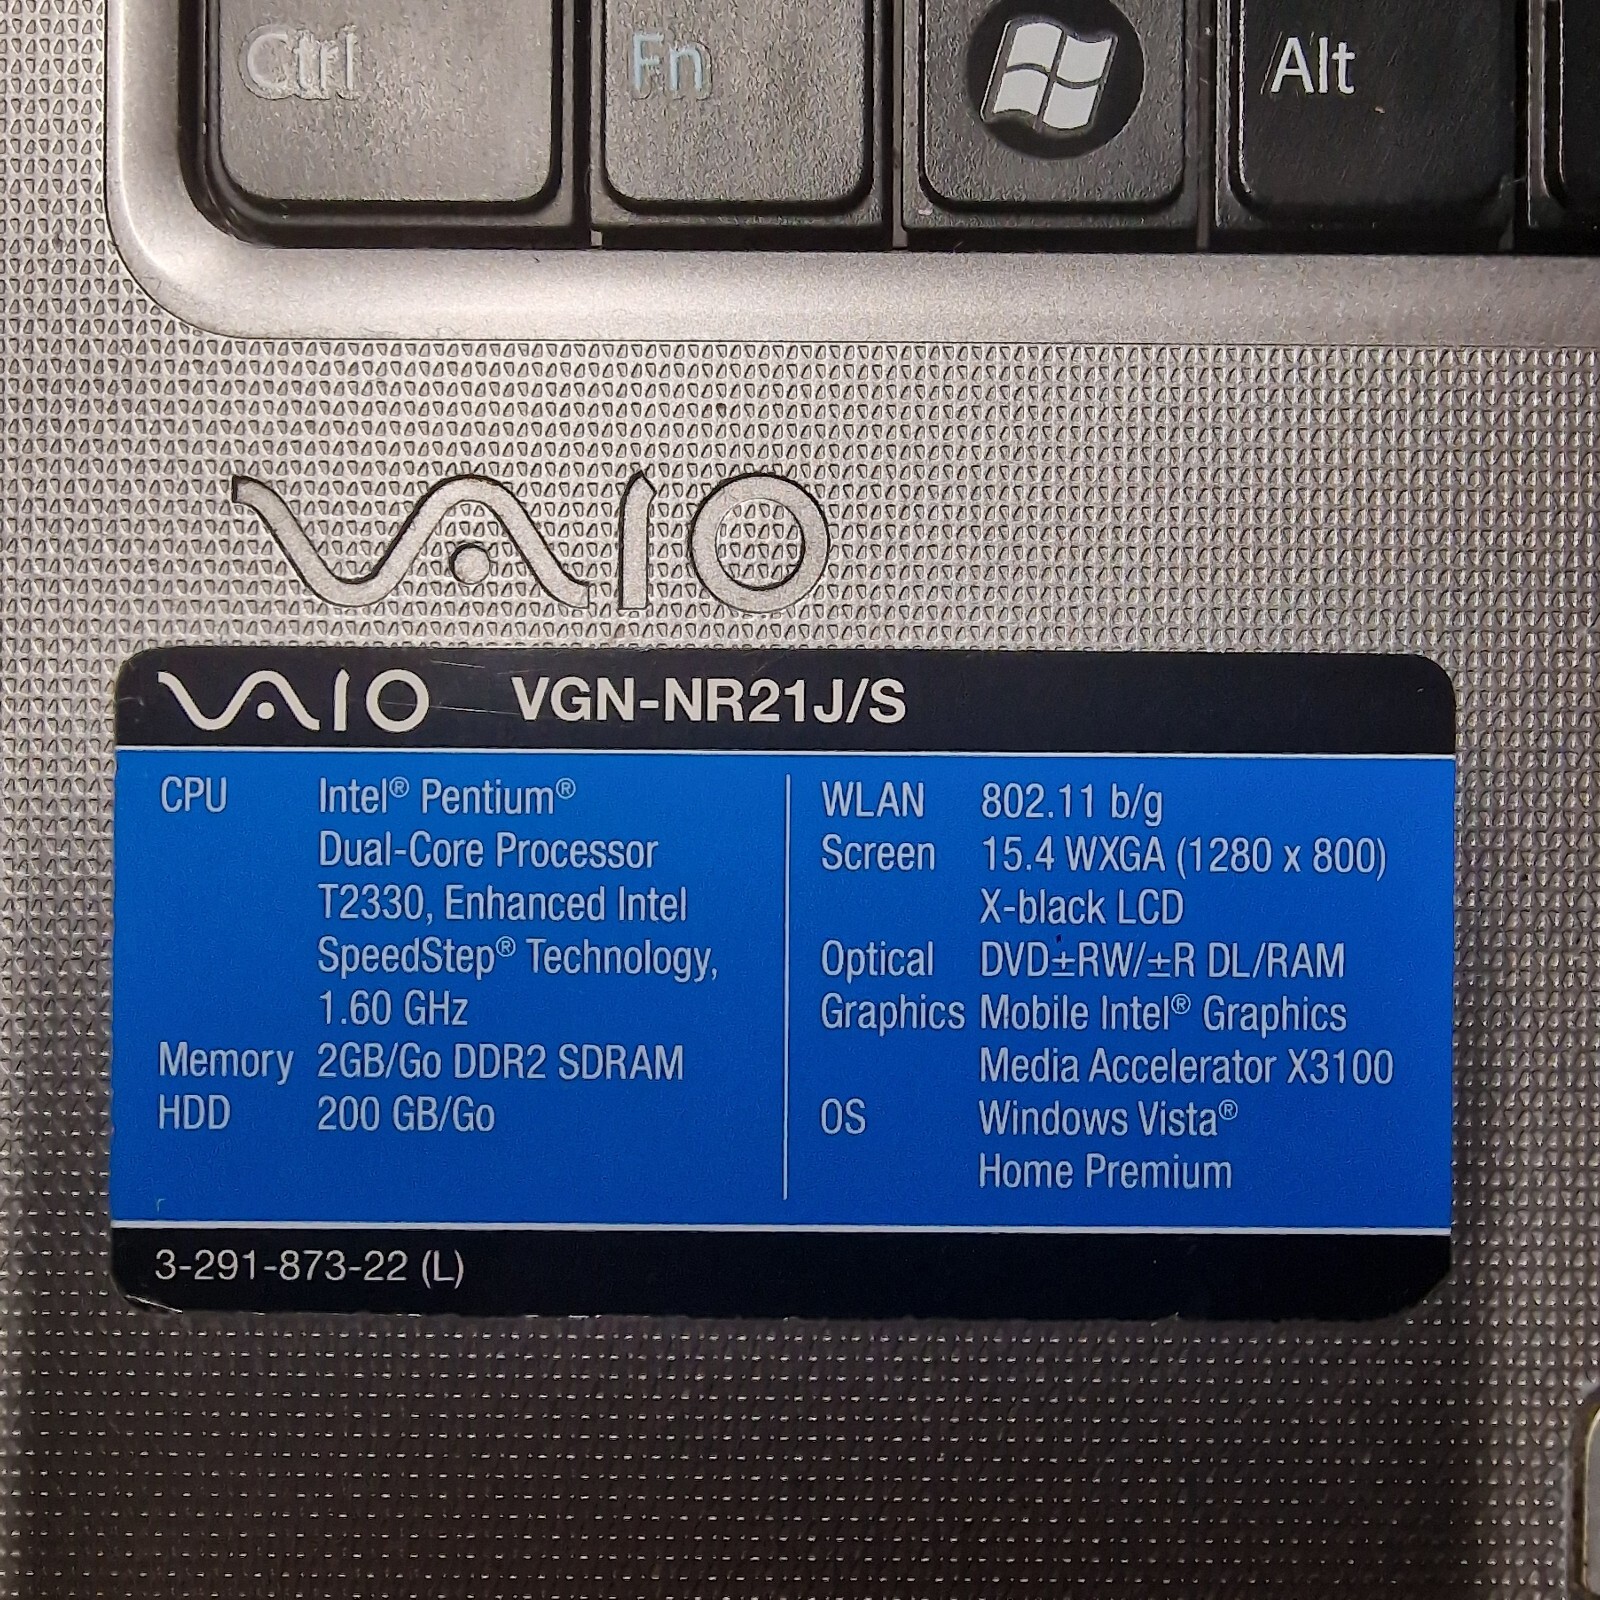 Ctrl Fn Alt
VAIO
VAIO VGN-NR21J/S
CPU Intel® Pentium®
Dual-Core Processor
T2330, Enhanced Intel
SpeedStep® Technology,
1.60 GHz
Memory 2GB/Go DDR2 SDRAM
HDD 200 GB/Go
WLAN 802.11 b/g
Screen 15.4 WXGA (1280 x 800)
X-black LCD
Optical DVD±RW/±R DL/RAM
Graphics Mobile Intel® Graphics
Media Accelerator X3100
OS Windows Vista®
Home Premium
3-291-873-22 (L)